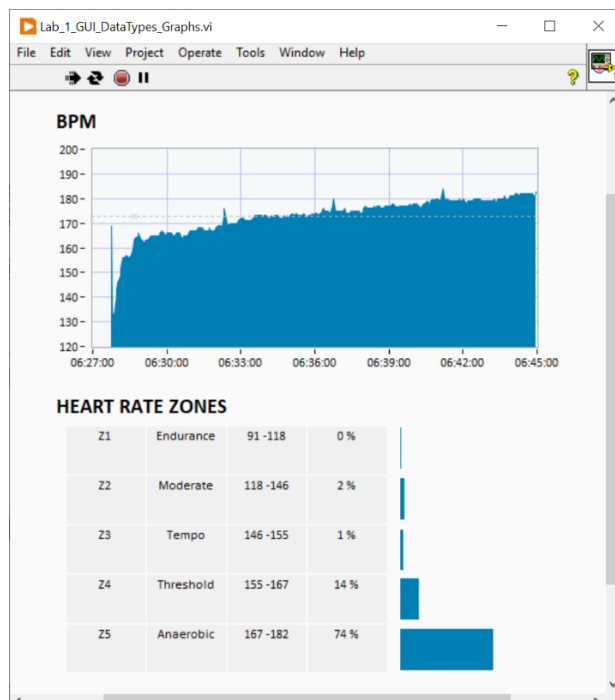 Lab_1_GUI_DataTypes_Graphs.vi
File Edit View Project Operate Tools Window Help
BPM
200
190
180
170
160
150
140
130
120
06:27:00 06:30:00 06:33:00 06:36:00 06:39:00 06:42:00 06:45:00
HEART RATE ZONES
Z1 Endurance 91 -118 0 %
Z2 Moderate 118 -146 2 %
Z3 Tempo 146 -155 1 %
Z4 Threshold 155 -167 14 %
Z5 Anaerobic 167 -182 74 %